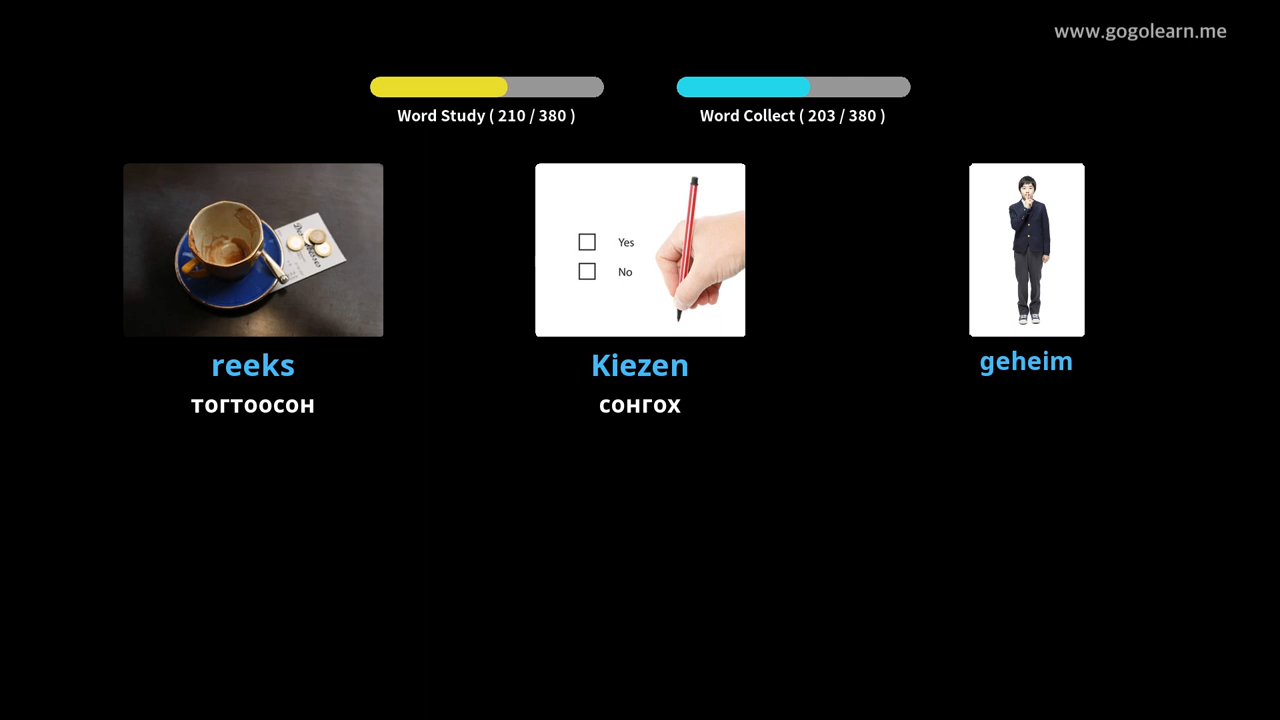 www.gogolearn.me
Word Study ( 210 / 380 )
Word Collect ( 203 / 380 )
Yes
No
reeks
Kiezen
geheim
тогтоосон
сонгох